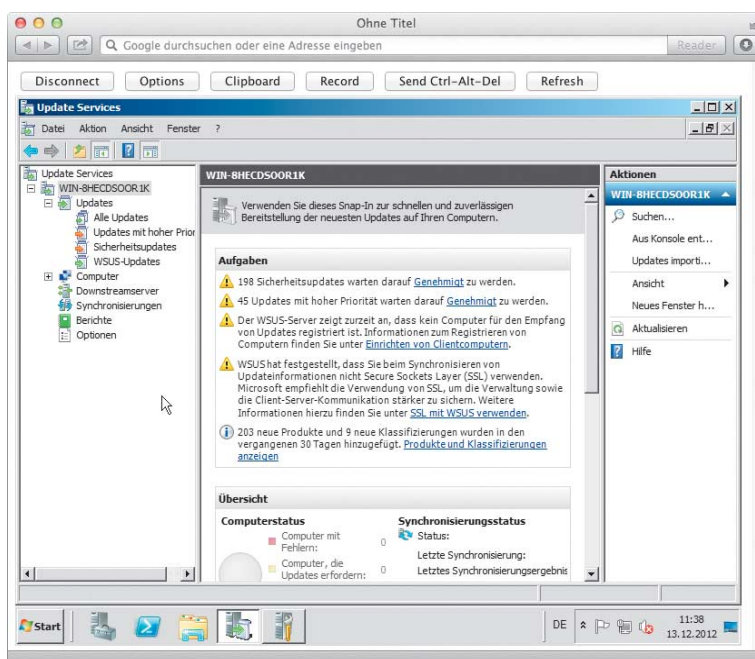 Ohne Titel
Google durchsuchen oder eine Adresse eingeben
Reader
Disconnect
Options
Clipboard
Record
Send Ctrl-Alt-Del
Refresh
Update Services
Datei Aktion Ansicht Fenster ?
Update Services
WIN-8HECDSOOR1K
Updates
Alle Updates
Updates mit hoher Prior
Sicherheitsupdates
WSUS-Updates
Computer
Downstreamserver
Synchronisierungen
Berichte
Optionen
WIN-8HECDSOOR1K
Verwenden Sie dieses Snap-In zur schnellen und zuverlässigen
Bereitstellung der neuesten Updates auf Ihren Computern.
Aufgaben
198 Sicherheitsupdates warten darauf Genehmigt zu werden.
45 Updates mit hoher Priorität warten darauf Genehmigt zu werden.
Der WSUS-Server zeigt zurzeit an, dass kein Computer für den Empfang
von Updates registriert ist. Informationen zum Registrieren von
Computern finden Sie unter Einrichten von Clientcomputern.
WSUS hat festgestellt, dass Sie beim Synchronisieren von
Updateinformationen nicht Secure Sockets Layer (SSL) verwenden.
Microsoft empfiehlt die Verwendung von SSL, um die Verwaltung sowie
die Client-Server-Kommunikation stärker zu sichern. Weitere
Informationen hierzu finden Sie unter SSL mit WSUS verwenden.
203 neue Produkte und 9 neue Klassifizierungen wurden in den
vergangenen 30 Tagen hinzugefügt. Produkte und Klassifizierungen
anzeigen
Übersicht
Computerstatus
Computer mit
Fehlern: 0
Computer, die
Updates erfordern: 0
Synchronisierungsstatus
Status:
Letzte Synchronisierung:
Letztes Synchronisierungsergebnis
Aktionen
WIN-8HECDSOOR1K
Suchen...
Aus Konsole ent...
Updates importi...
Ansicht
Neues Fenster h...
Aktualisieren
Hilfe
Start
DE
11:38
13.12.2012